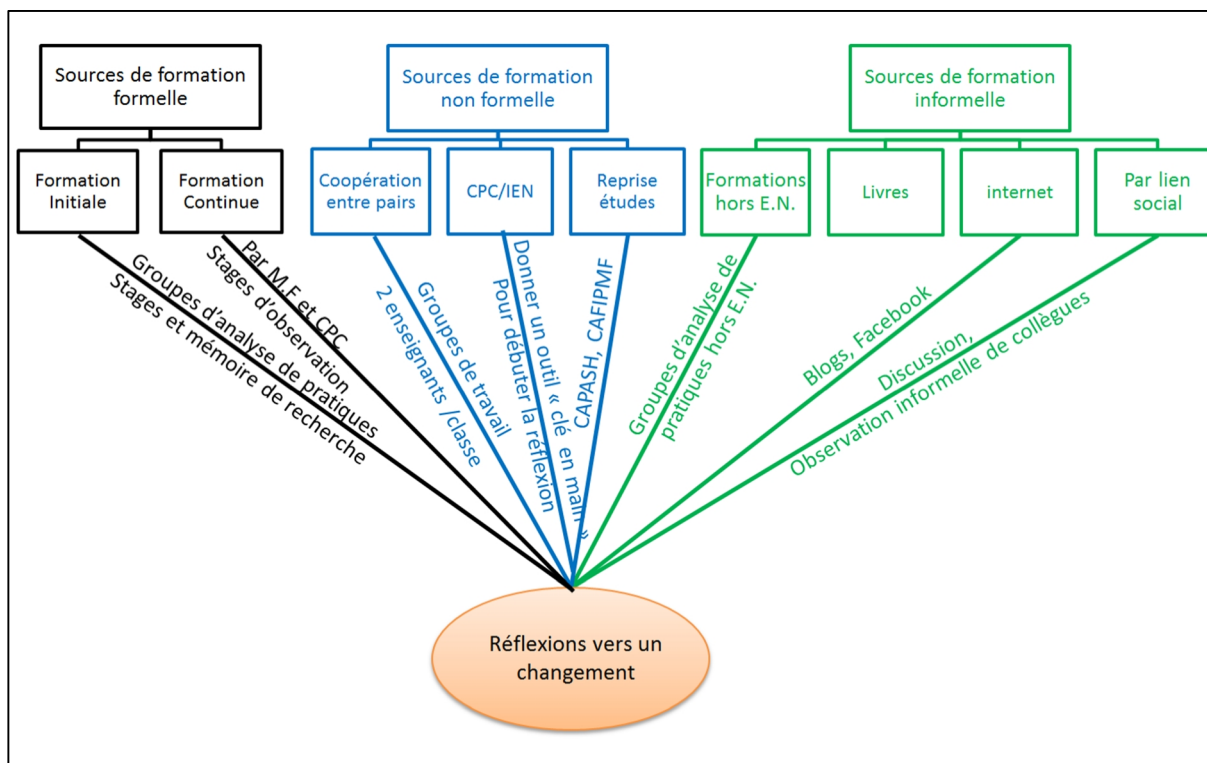 Sources de formation
formelle
Sources de formation
non formelle
Sources de formation
informelle
Formation
Initiale
Formation
Continue
Coopération
entre pairs
CPC/IEN
Reprise
études
Formations
hors E.N.
Livres
internet
Par lien
social
Groupes d'analyse de pratiques
Stages et mémoire de recherche
Par M.F et CPC
Stages d'observation
Groupes de travail
2 enseignants /classe
Donner un outil « clé en main »
Pour débuter la réflexion
CAPASH, CAFIPMF
Groupes d'analyse de
pratiques hors E.N.
Blogs, Facebook
Discussion,
Observation informelle de collègues
Réflexions vers un
changement